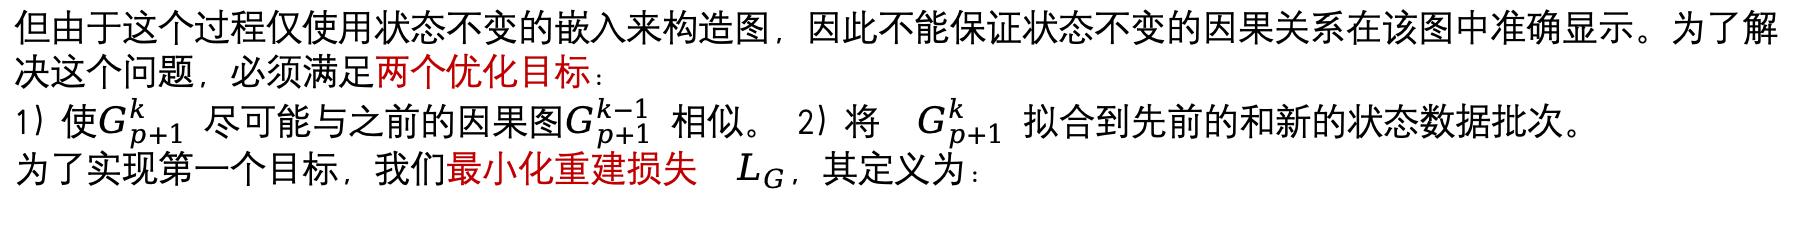 但由于这个过程仅使用状态不变的嵌入来构造图，因此不能保证状态不变的因果关系在该图中准确显示。为了解
决这个问题，必须满足两个优化目标：
1）使$G_{p+1}^{k}$ 尽可能与之前的因果图$G_{p+1}^{k-1}$ 相似。 2）将 $G_{p+1}^{k}$ 拟合到先前的和新的状态数据批次。
为了实现第一个目标，我们最小化重建损失 $L_G$，其定义为：